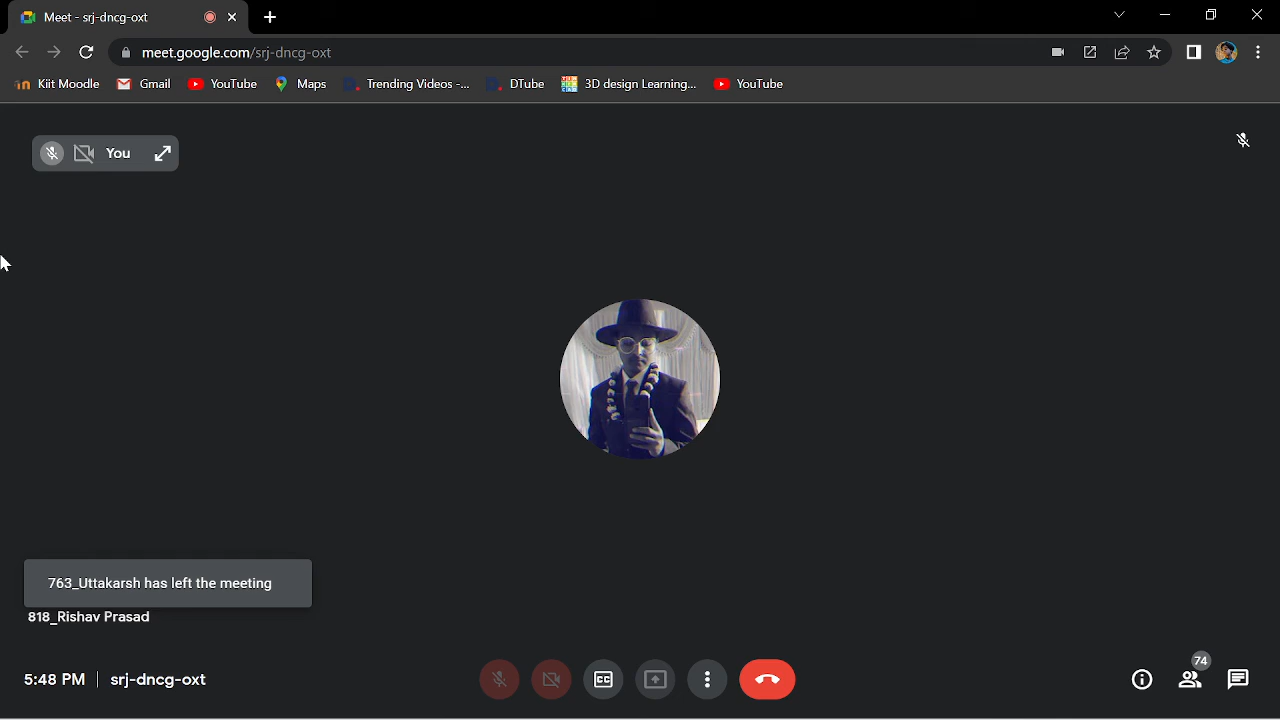 Meet - srj-dncg-oxt
meet.google.com/srj-dncg-oxt
Kiit Moodle
Gmail
YouTube
Maps
Trending Videos -...
DTube
3D design Learning...
YouTube
You
763_Uttakarsh has left the meeting
818_Rishav Prasad
5:48 PM | srj-dncg-oxt
CC
74